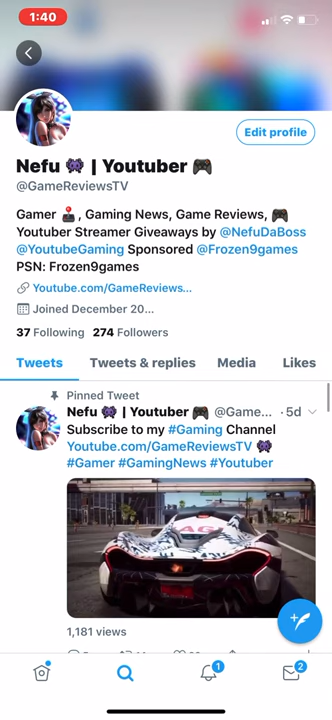 1:40
Edit profile
Nefu 👾 | Youtuber 🎮
@GameReviewsTV
Gamer 🕹, Gaming News, Game Reviews, 🎮
Youtuber Streamer Giveaways by @NefuDaBoss
@YoutubeGaming Sponsored @Frozen9games
PSN: Frozen9games
Youtube.com/GameReviews...
Joined December 20...
37 Following 274 Followers
Tweets Tweets & replies Media Likes
Pinned Tweet
Nefu 👾 | Youtuber 🎮 @Game... · 5d
Subscribe to my #Gaming Channel
Youtube.com/GameReviewsTV 👾
#Gamer #GamingNews #Youtuber
1,181 views
1 2